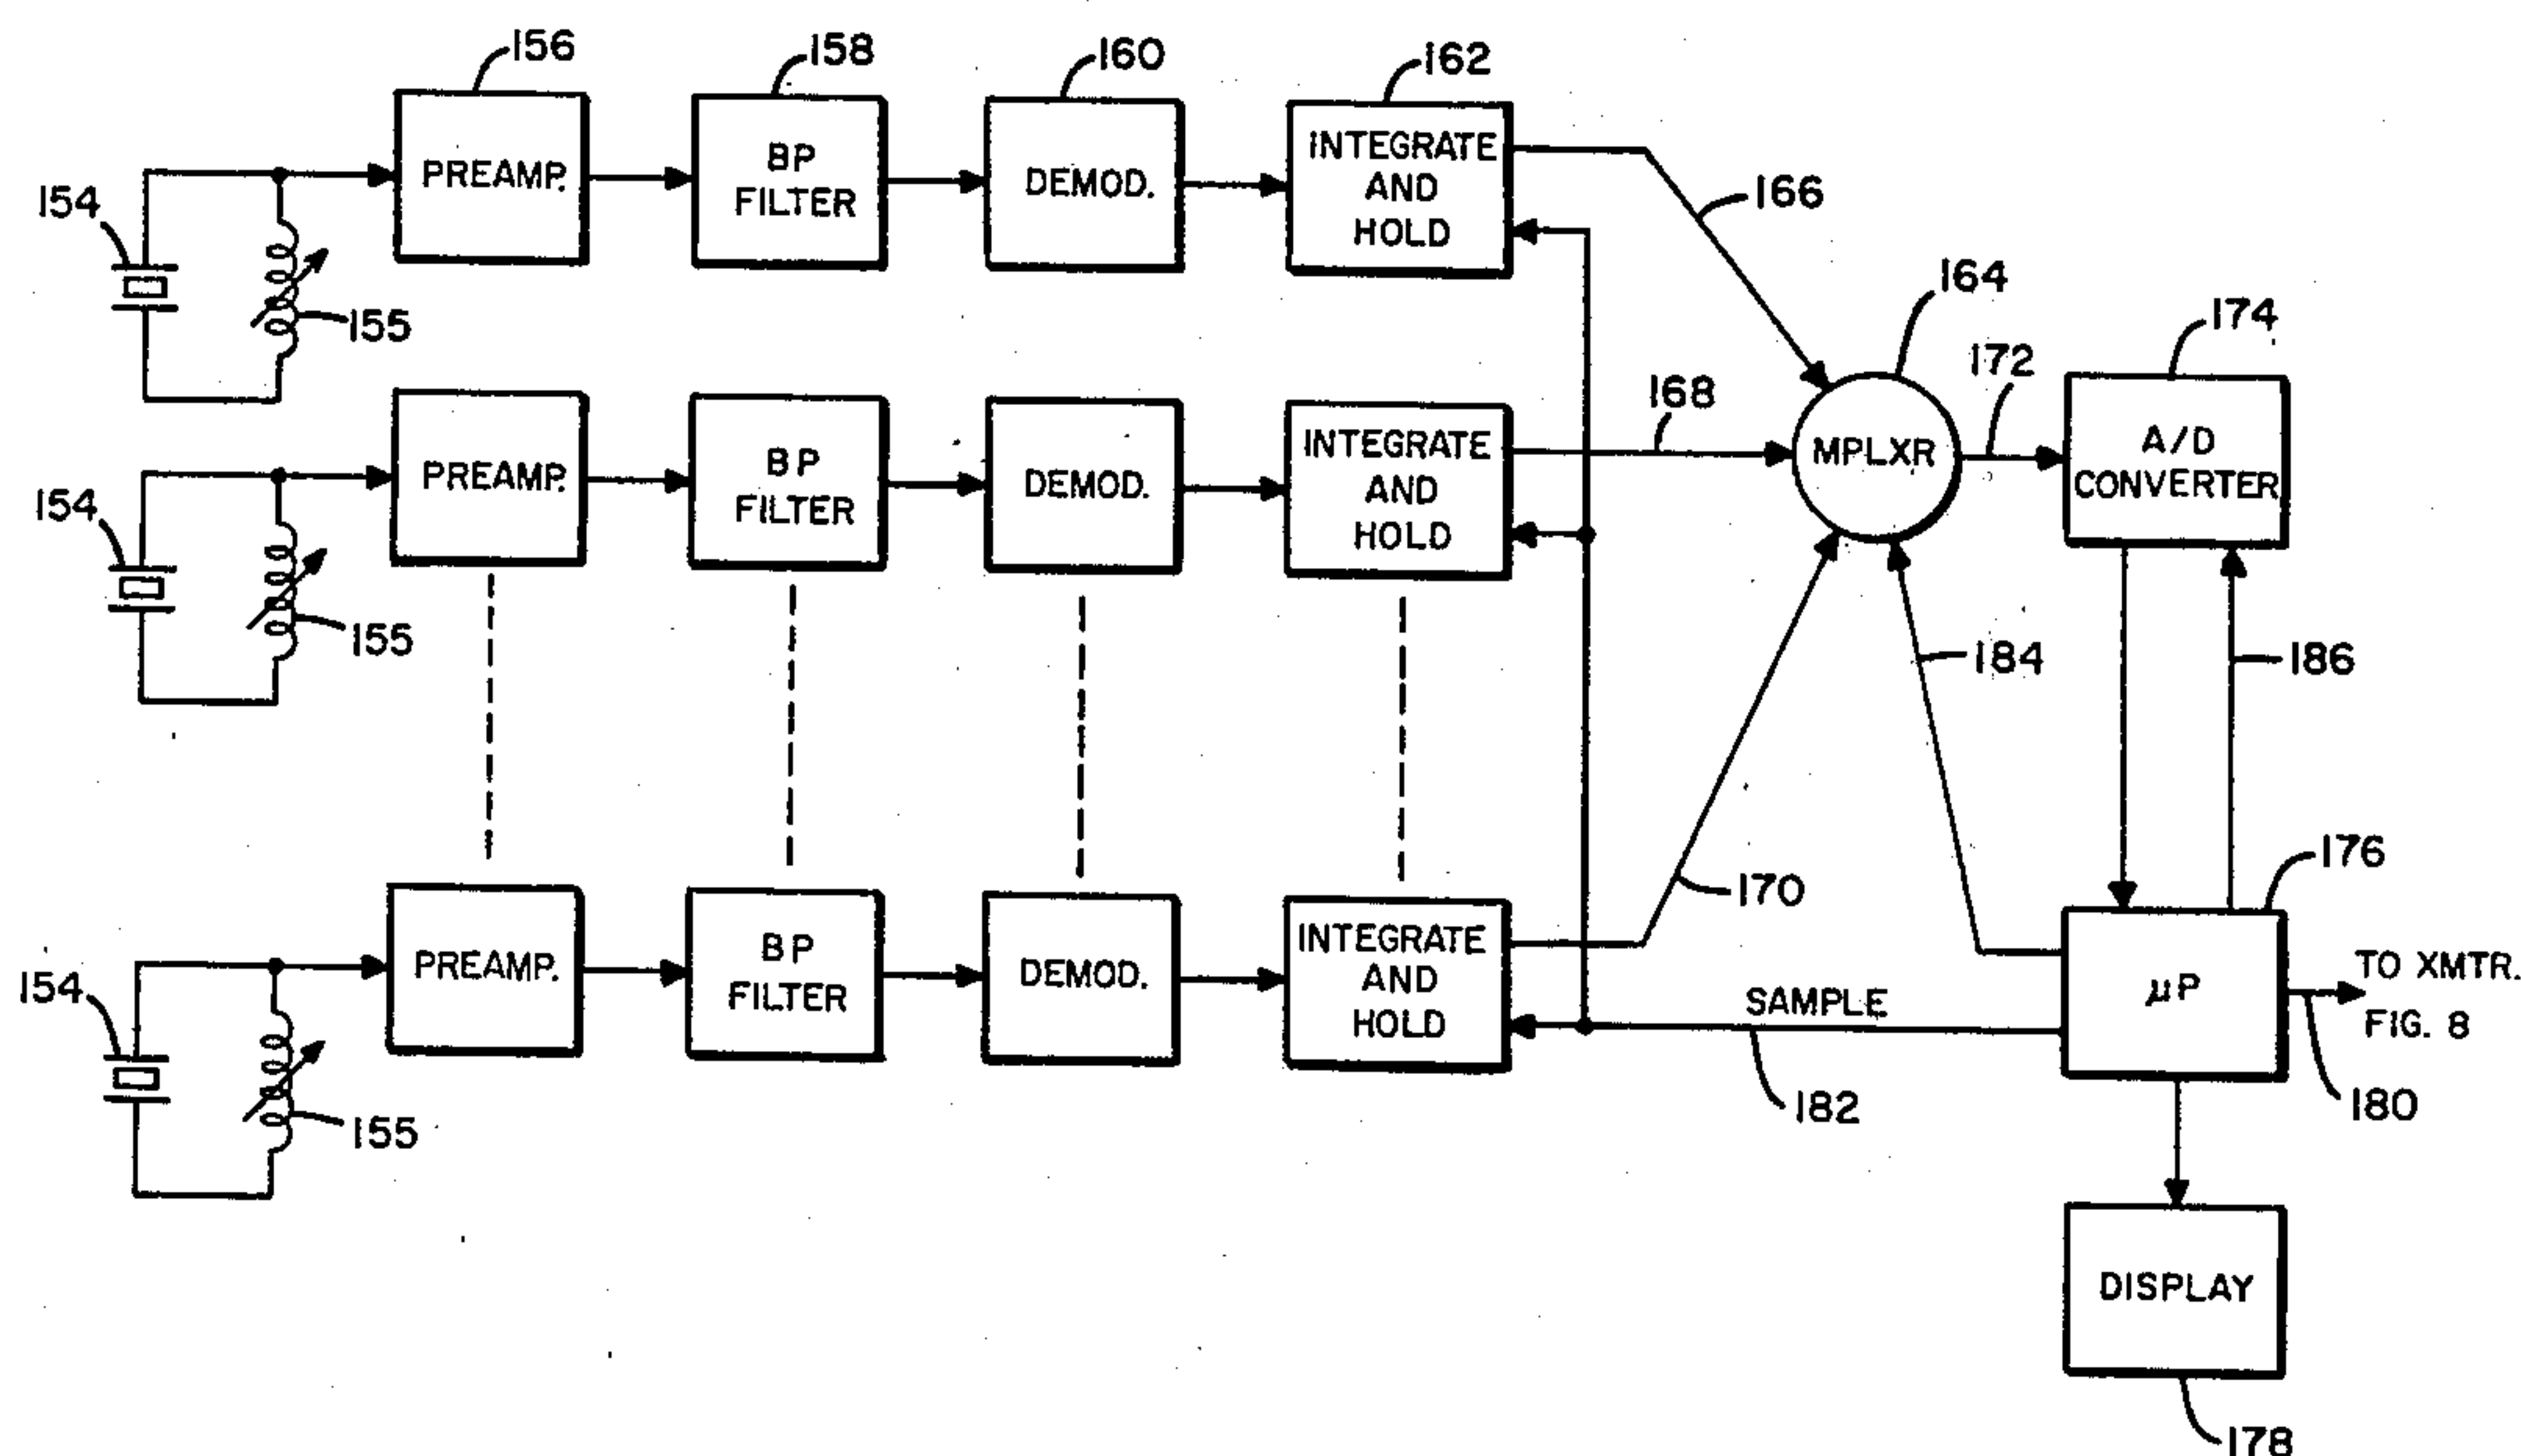 156
158
160
162
154
PREAMP.
BP
FILTER
DEMOD.
INTEGRATE
AND
HOLD
166
155
164
174
172
168
154
PREAMP.
BP
FILTER
DEMOD.
INTEGRATE
AND
HOLD
MPLXR
A/D
CONVERTER
155
184
186
176
170
154
PREAMP.
BP
FILTER
DEMOD.
INTEGRATE
AND
HOLD
SAMPLE
µP
TO XMTR.
FIG. 8
155
182
180
DISPLAY
178